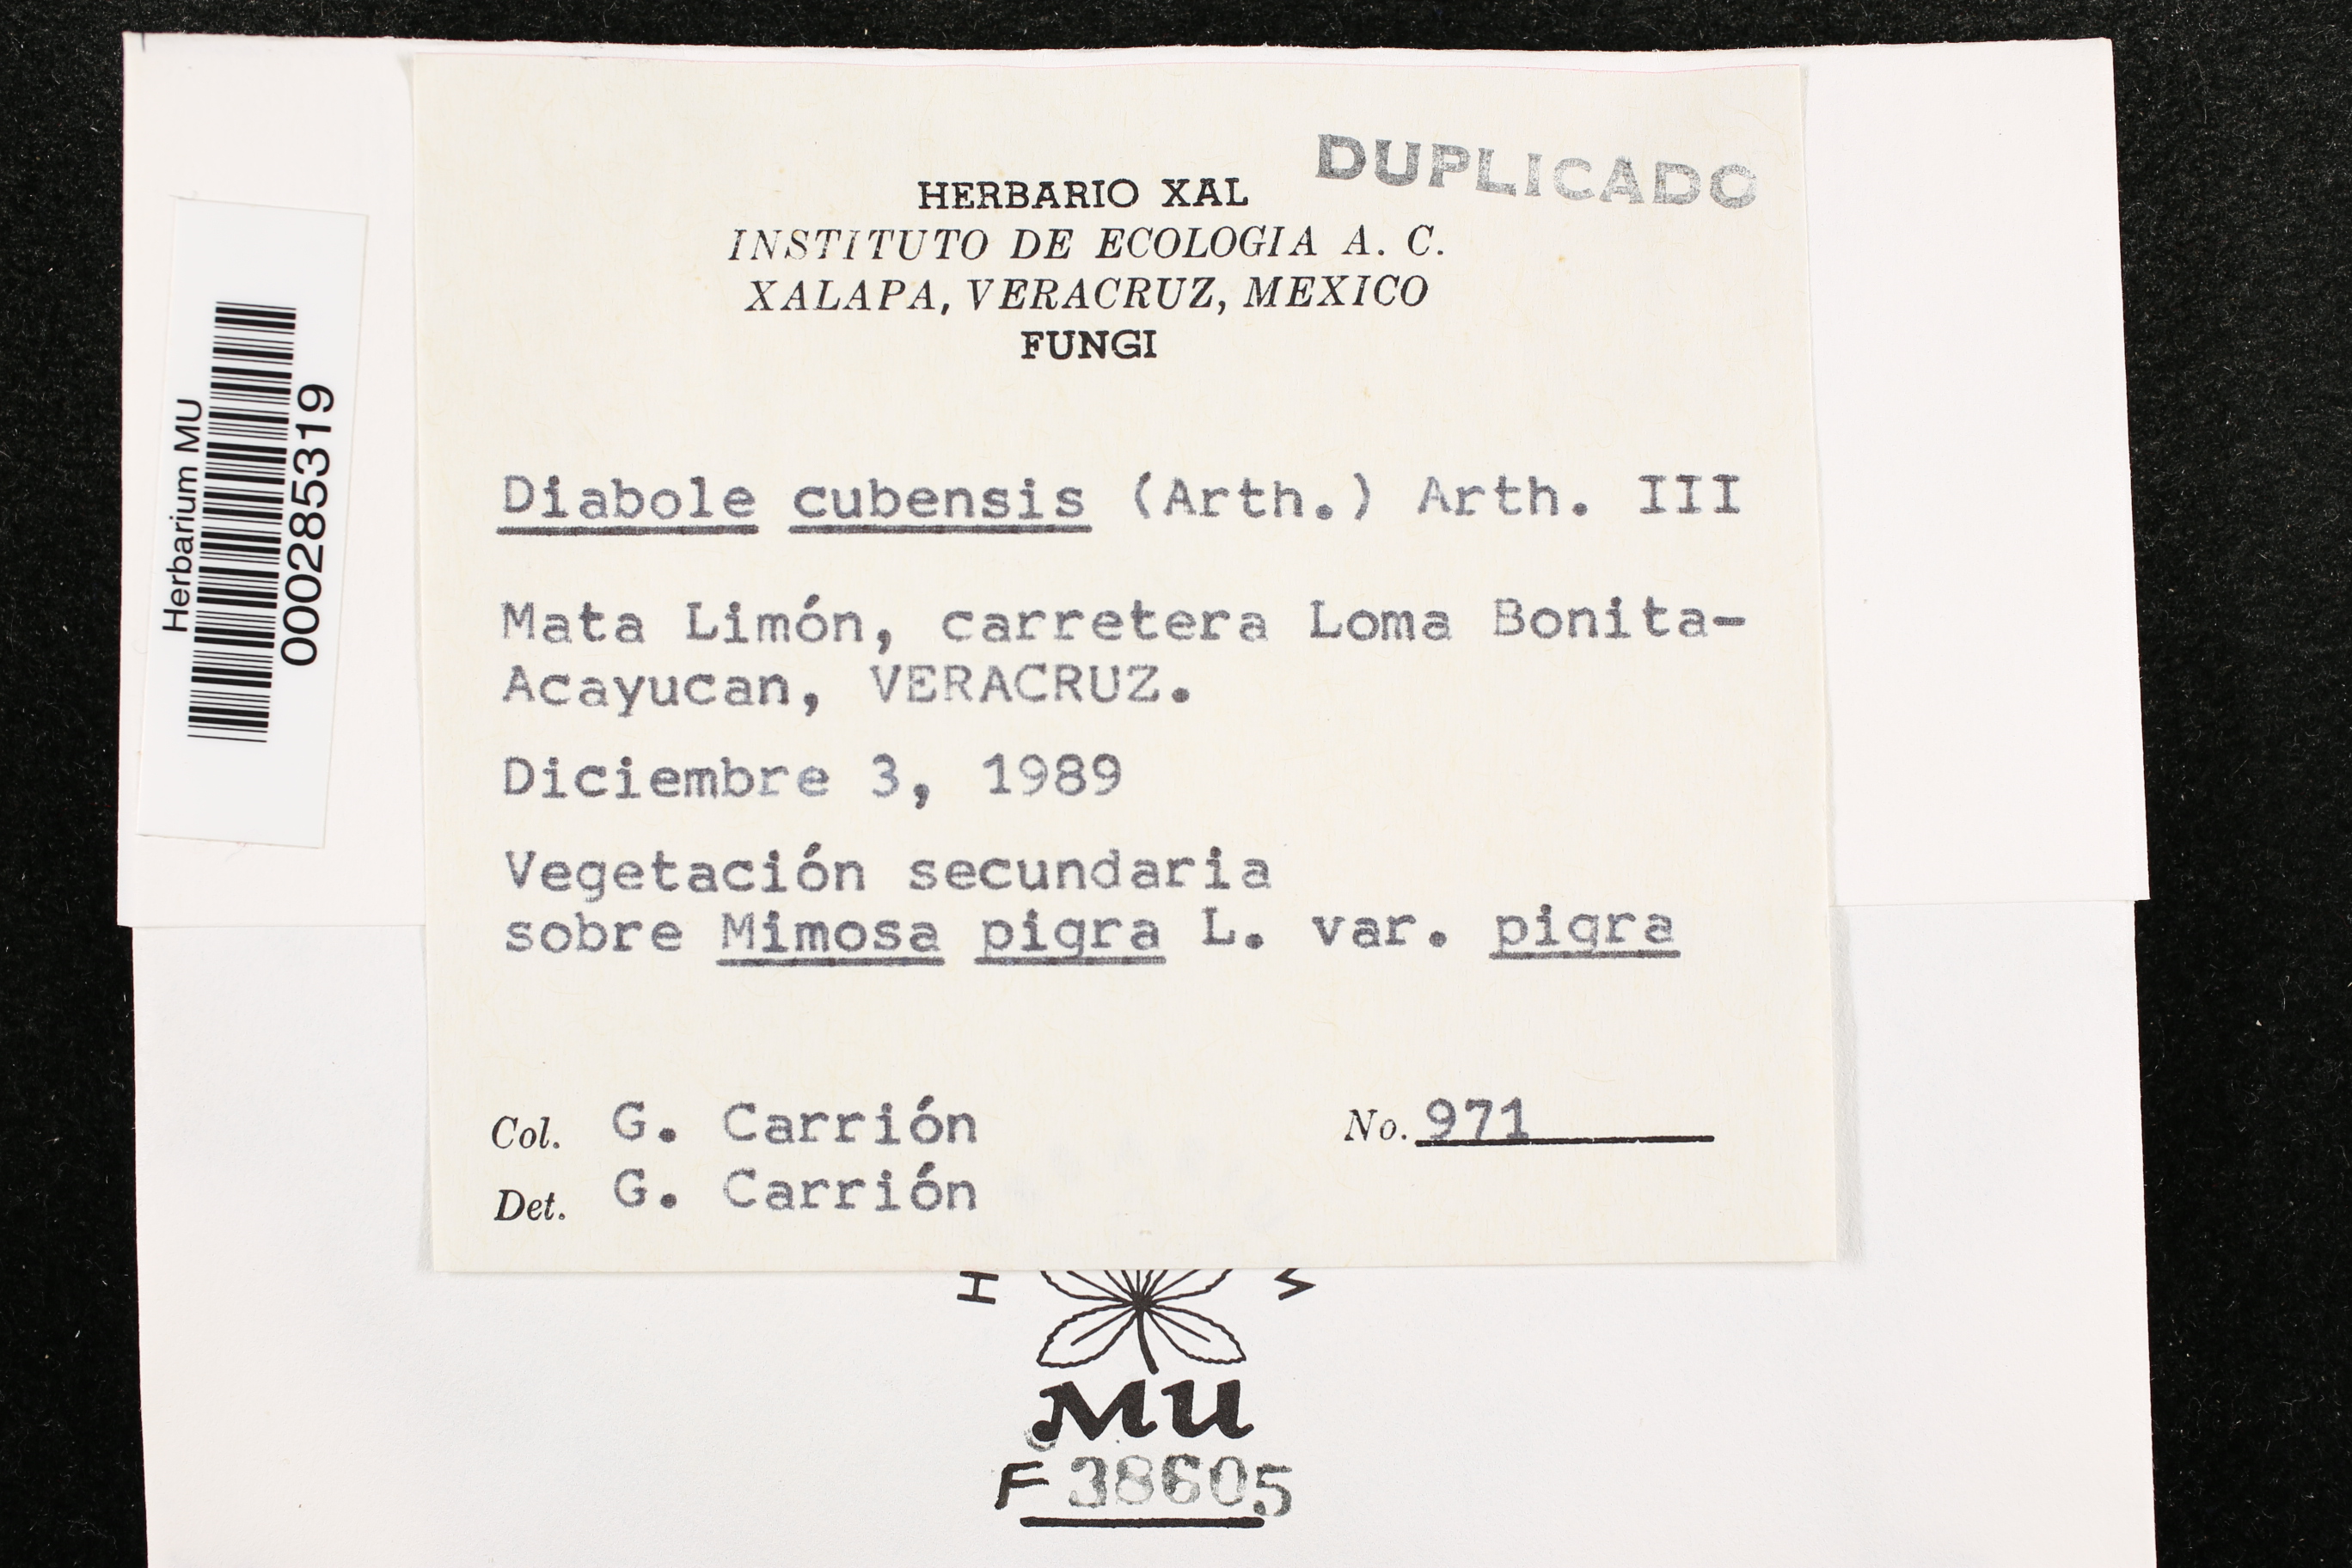 DUPLICADO
HERBARIO XAL
INSTITUTO DE ECOLOGIA A. C.
XALAPA, VERACRUZ, MEXICO
FUNGI
Herbarium MU
000285319
Diabole cubensis (Arth.) Arth. III
Mata Limón, carretera Loma Bonita-
Acayucan, VERACRUZ.
Diciembre 3, 1989
Vegetación secundaria
sobre Mimosa pigra L. var. pigra
Col. G. Carrión No. 971
Det. G. Carrión
MU
F 38605